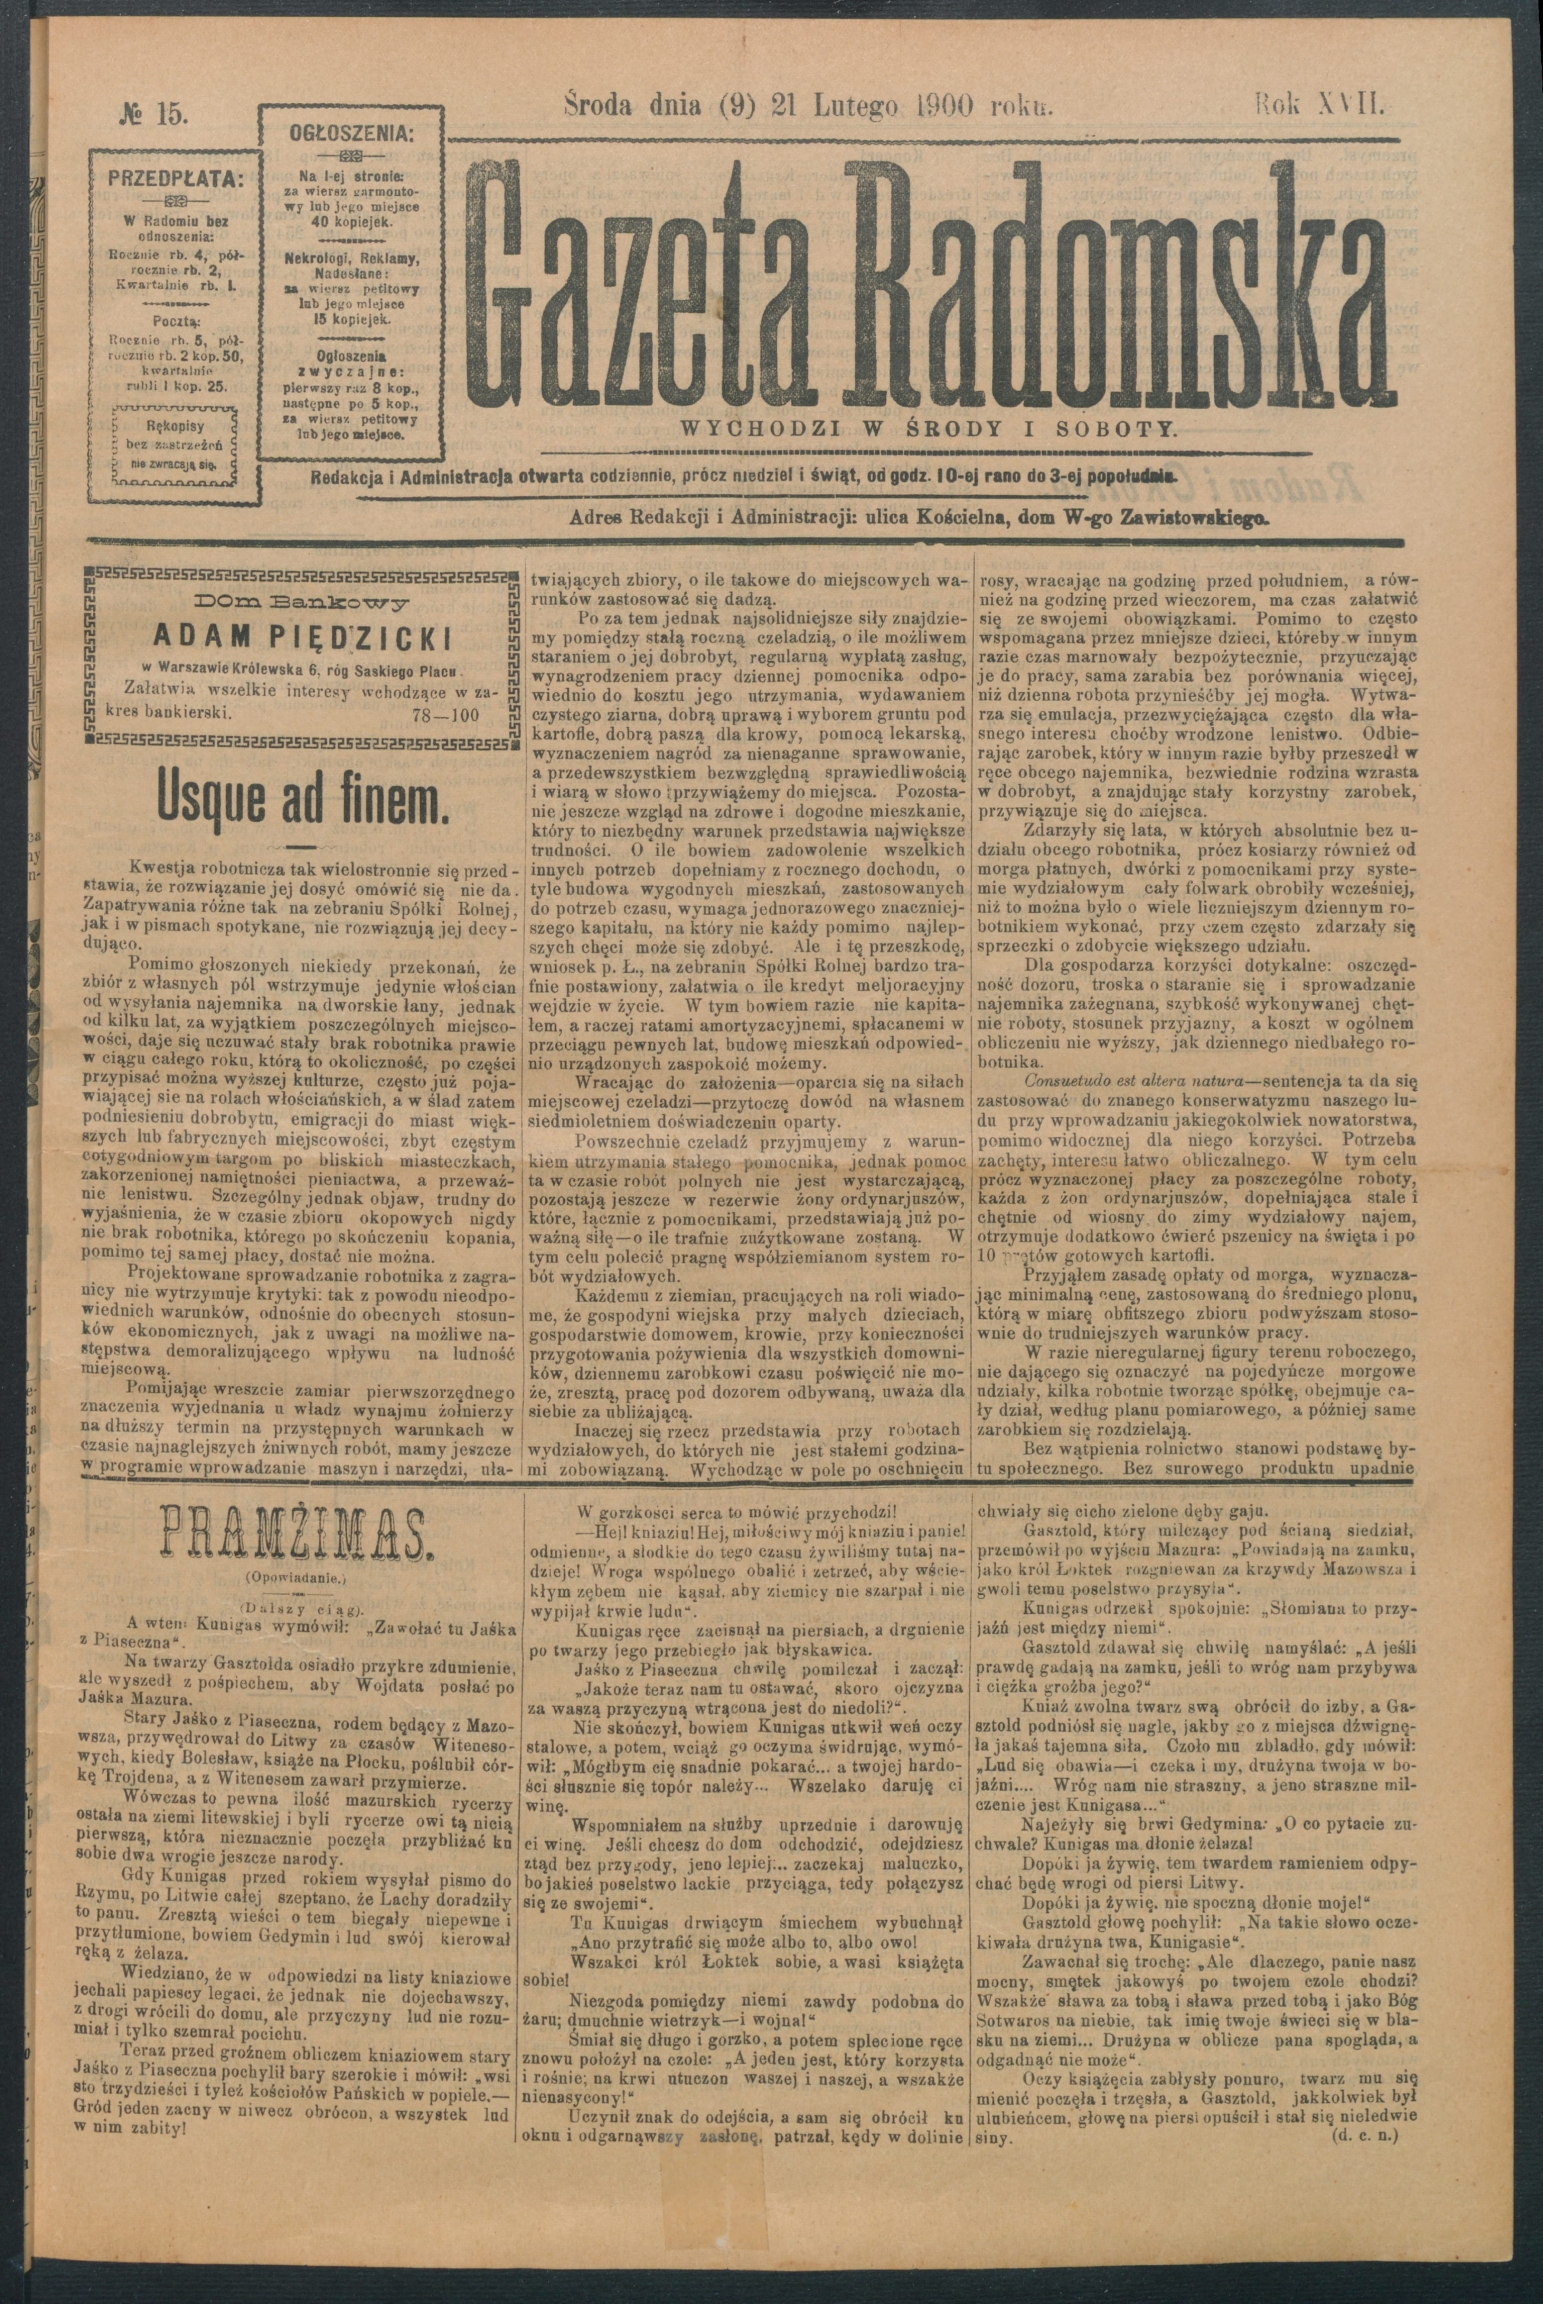 № 15.
Środa dnia (9) 21 Lutego 1900 roku.
Rok XVII.
PRZEDPŁATA:
W Radomiu bez
odnoszenia:
Rocznie rb. 4, pół-
rocznie rb. 2,
Kwartalnie rb. 1.
Pocztą:
Rocznie rb. 5, pół-
rocznie rb. 2 kop. 50,
kwartalnie
rubli 1 kop. 25.
Rękopisy
bez zastrzeżeń
nie zwracają się.
OGŁOSZENIA:
Na 1-ej stronie:
za wiersz garmonto-
wy lub jego miejsce
40 kopiejek.
Nekrologi, Reklamy,
Nadesłane:
za wiersz petitowy
lub jego miejsce
15 kopiejek.
Ogłoszenia
zwyczajne:
pierwszy raz 8 kop.,
następne po 5 kop.,
za wiersz petitowy
lub jego miejsce.
Gazeta Radomska
WYCHODZI W ŚRODY I SOBOTY.
Redakcja i Administracja otwarta codziennie, prócz niedziel i świąt, od godz. 10-ej rano do 3-ej popołudniu.
Adres Redakcji i Administracji: ulica Kościelna, dom W-go Zawistowskiego.
Dom Bankowy
ADAM PIĘDZICKI
w Warszawie Królewska 6, róg Saskiego Placu.
Załatwia wszelkie interesy wchodzące w za-
kres bankierski. 78—100
Usque ad finem.
Kwestja robotnicza tak wielostronnie się przed-
stawia, że rozwiązanie jej dosyć omówić się nie da.
Zapatrywania różne tak na zebraniu Spółki Rolnej,
jak i w pismach spotykane, nie rozwiązują jej decy-
dująco.
Pomimo głoszonych niekiedy przekonań, że
zbiór z własnych pól wstrzymuje jedynie włościan
od wysyłania najemnika na dworskie łany, jednak
od kilku lat, za wyjątkiem poszczególnych miejsco-
wości, daje się uczuwać stały brak robotnika prawie
w ciągu całego roku, którą to okoliczność, po części
przypisać można wyższej kulturze, często już poja-
wiającej sie na rolach włościańskich, a w ślad zatem
podniesieniu dobrobytu, emigracji do miast więk-
szych lub fabrycznych miejscowości, zbyt częstym
cotygodniowym targom po bliskich miasteczkach,
zakorzenionej namiętności pieniactwa, a przeważ-
nie lenistwu. Szczególny jednak objaw, trudny do
wyjaśnienia, że w czasie zbioru okopowych nigdy
nie brak robotnika, którego po skończeniu kopania,
pomimo tej samej płacy, dostać nie można.
Projektowane sprowadzanie robotnika z zagra-
nicy nie wytrzymuje krytyki: tak z powodu nieodpo-
wiednich warunków, odnośnie do obecnych stosun-
ków ekonomicznych, jak z uwagi na możliwe na-
stępstwa demoralizującego wpływu na ludność
miejscową.
Pomijając wreszcie zamiar pierwszorzędnego
znaczenia wyjednania u władz wynajmu żołnierzy
na dłuższy termin na przystępnych warunkach w
czasie najnaglejszych żniwnych robót, mamy jeszcze
w programie wprowadzanie maszyn i narzędzi, uła-
twiających zbiory, o ile takowe do miejscowych wa-
runków zastosować się dadzą.
Po za tem jednak najsolidniejsze siły znajdzie-
my pomiędzy stałą roczną czeladzią, o ile możliwem
staraniem o jej dobrobyt, regularną wypłatą zasług,
wynagrodzeniem pracy dziennej pomocnika odpo-
wiednio do kosztu jego utrzymania, wydawaniem
czystego ziarna, dobrą uprawą i wyborem gruntu pod
kartofle, dobrą paszą dla krowy, pomocą lekarską,
wyznaczeniem nagród za nienaganne sprawowanie,
a przedewszystkiem bezwzględną sprawiedliwością
i wiarą w słowo przywiążemy do miejsca. Pozosta-
nie jeszcze wzgląd na zdrowe i dogodne mieszkanie,
który to niezbędny warunek przedstawia największe
trudności. O ile bowiem zadowolenie wszelkich
innych potrzeb dopełniamy z rocznego dochodu, o
tyle budowa wygodnych mieszkań, zastosowanych
do potrzeb czasu, wymaga jednorazowego znaczniej-
szego kapitału, na który nie każdy pomimo najlep-
szych chęci może się zdobyć. Ale i tę przeszkodę,
wniosek p. Ł., na zebraniu Spółki Rolnej bardzo tra-
fnie postawiony, załatwia o ile kredyt meljoracyjny
wejdzie w życie. W tym bowiem razie nie kapita-
łem, a raczej ratami amortyzacyjnemi, spłacanemi w
przeciągu pewnych lat, budowę mieszkań odpowied-
nio urządzonych zaspokoić możemy.
Wracając do założenia—oparcia się na siłach
miejscowej czeladzi—przytoczę dowód na własnem
siedmioletniem doświadczeniu oparty.
Powszechnie czeladź przyjmujemy z warun-
kiem utrzymania stałego pomocnika, jednak pomoc
ta w czasie robót polnych nie jest wystarczającą,
pozostają jeszcze w rezerwie żony ordynarjuszów,
które, łącznie z pomocnikami, przedstawiają już po-
ważną siłę—o ile trafnie zużytkowane zostaną. W
tym celu polecić pragnę współziemianom system ro-
bót wydziałowych.
Każdemu z ziemian, pracujących na roli wiado-
me, że gospodyni wiejska przy małych dzieciach,
gospodarstwie domowem, krowie, przy konieczności
przygotowania pożywienia dla wszystkich domowni-
ków, dziennemu zarobkowi czasu poświęcić nie mo-
że, zresztą, pracę pod dozorem odbywaną, uważa dla
siebie za ubliżającą.
Inaczej się rzecz przedstawia przy robotach
wydziałowych, do których nie jest stałemi godzina-
mi zobowiązaną. Wychodząc w pole po oschnięciu
rosy, wracając na godzinę przed południem, a rów-
nież na godzinę przed wieczorem, ma czas załatwić
się ze swojemi obowiązkami. Pomimo to często
wspomagana przez mniejsze dzieci, któreby w innym
razie czas marnowały bezpożytecznie, przyuczając
je do pracy, sama zarabia bez porównania więcej,
niż dzienna robota przynieśćby jej mogła. Wytwa-
rza się emulacja, przezwyciężająca często dla wła-
snego interesu choćby wrodzone lenistwo. Odbie-
rając zarobek, który w innym razie byłby przeszedł w
ręce obcego najemnika, bezwiednie rodzina wzrasta
w dobrobyt, a znajdując stały korzystny zarobek,
przywiązuje się do miejsca.
Zdarzyły się lata, w których absolutnie bez u-
działu obcego robotnika, prócz kosiarzy również od
morga płatnych, dwórki z pomocnikami przy syste-
mie wydziałowym cały folwark obrobiły wcześniej,
niż to można było o wiele liczniejszym dziennym ro-
botnikiem wykonać, przy czem często zdarzały się
sprzeczki o zdobycie większego udziału.
Dla gospodarza korzyści dotykalne: oszczęd-
ność dozoru, troska o staranie się i sprowadzanie
najemnika zażegnana, szybkość wykonywanej chęt-
nie roboty, stosunek przyjazny, a koszt w ogólnem
obliczeniu nie wyższy, jak dziennego niedbałego ro-
botnika.
Consuetudo est altera natura—sentencja ta da się
zastosować do znanego konserwatyzmu naszego lu-
du przy wprowadzaniu jakiegokolwiek nowatorstwa,
pomimo widocznej dla niego korzyści. Potrzeba
zachęty, interesu łatwo obliczalnego. W tym celu
prócz wyznaczonej płacy za poszczególne roboty,
każda z żon ordynarjuszów, dopełniająca stale i
chętnie od wiosny do zimy wydziałowy najem,
otrzymuje dodatkowo ćwierć pszenicy na święta i po
10 prętów gotowych kartofli.
Przyjąłem zasadę opłaty od morga, wyznacza-
jąc minimalną cenę, zastosowaną do średniego plonu,
którą w miarę obfitszego zbioru podwyższam stoso-
wnie do trudniejszych warunków pracy.
W razie nieregularnej figury terenu roboczego,
nie dającego się oznaczyć na pojedyńcze morgowe
udziały, kilka robotnie tworząc spółkę, obejmuje ca-
ły dział, według planu pomiarowego, a później same
zarobkiem się rozdzielają.
Bez wątpienia rolnictwo stanowi podstawę by-
tu społecznego. Bez surowego produktu upadnie
PRAMŻIMAS.
(Opowiadanie.)
(Dalszy ciąg).
A wtem Kunigas wymówił: „Zawołać tu Jaśka
z Piaseczna“.
Na twarzy Gasztolda osiadło przykre zdumienie,
ale wyszedł z pośpiechem, aby Wojdata posłać po
Jaśka Mazura.
Stary Jaśko z Piaseczna, rodem będący z Mazo-
wsza, przywędrował do Litwy za czasów Witeneso-
wych, kiedy Bolesław, książe na Płocku, poślubił cór-
kę Trojdena, a z Witenesem zawarł przymierze.
Wówczas to pewna ilość mazurskich rycerzy
ostała na ziemi litewskiej i byli rycerze owi tą nicią
pierwszą, która nieznacznie poczęła przybliżać ku
sobie dwa wrogie jeszcze narody.
Gdy Kunigas przed rokiem wysyłał pismo do
Rzymu, po Litwie całej szeptano, że Lachy doradziły
to panu. Zresztą wieści o tem biegały niepewne i
przytłumione, bowiem Gedymin i lud swój kierował
ręką z żelaza.
Wiedziano, że w odpowiedzi na listy kniaziowe
jechali papiescy legaci, że jednak nie dojechawszy,
z drogi wrócili do domu, ale przyczyny lud nie rozu-
miał i tylko szemrał pocichu.
Teraz przed groźnem obliczem kniaziowem stary
Jaśko z Piaseczna pochylił bary szerokie i mówił: „wsi
sto trzydzieści i tyleż kościołów Pańskich w popiele.—
Gród jeden zacny w niwecz obrócon, a wszystek lud
w nim zabity!
W gorzkości serca to mówić przychodzi!
—Hej! kniaziu! Hej, miłościwy mój kniaziu i panie!
odmienne, a słodkie do tego czasu żywiliśmy tutaj na-
dzieje! Wroga wspólnego obalić i zetrzeć, aby wście-
kłym zębem nie kąsał, aby ziemicy nie szarpał i nie
wypijał krwie ludu“.
Kunigas ręce zacisnął na piersiach, a drgnienie
po twarzy jego przebiegło jak błyskawica.
Jaśko z Piaseczna chwilę pomilczał i zaczął:
„Jakoże teraz nam tu ostawać, skoro ojczyzna
za waszą przyczyną wtrącona jest do niedoli?“.
Nie skończył, bowiem Kunigas utkwił weń oczy
stalowe, a potem, wciąż go oczyma świdrując, wymó-
wił: „Mógłbym cię snadnie pokarać... a twojej hardo-
ści słusznie się topór należy... Wszelako daruję ci
winę.
Wspomniałem na służby uprzednie i darowuję
ci winę. Jeśli chcesz do dom odchodzić, odejdziesz
ztąd bez przygody, jeno lepiej... zaczekaj maluczko,
bo jakieś poselstwo lackie przyciąga, tedy połączysz
się ze swojemi“.
Tu Kunigas drwiącym śmiechem wybuchnął
„Ano przytrafić się może albo to, albo owo!
Wszakci król Łoktek sobie, a wasi książęta
sobie!
Niezgoda pomiędzy niemi zawdy podobna do
żaru; dmuchnie wietrzyk—i wojna!“
Śmiał się długo i gorzko, a potem splecione ręce
znowu położył na czole: „A jeden jest, który korzysta
i rośnie; na krwi utuczon waszej i naszej, a wszakże
nienasycony!“
Uczynił znak do odejścia, a sam się obrócił ku
oknu i odgarnąwszy zasłonę, patrzał, kędy w dolinie
chwiały się cicho zielone dęby gaju.
Gasztold, który milczący pod ścianą siedział,
przemówił po wyjściu Mazura: „Powiadają na zamku,
jako król Łoktek rozgniewan za krzywdy Mazowsza i
gwoli temu poselstwo przysyła“.
Kunigas odrzekł spokojnie: „Słomiana to przy-
jaźń jest między niemi“.
Gasztold zdawał się chwilę namyślać: „A jeśli
prawdę gadają na zamku, jeśli to wróg nam przybywa
i ciężka groźba jego?“
Kniaź zwolna twarz swą obrócił do izby, a Ga-
sztold podniósł się nagle, jakby go z miejsca dźwignę-
ła jakaś tajemna siła. Czoło mu zbladło, gdy mówił:
„Lud się obawia—i czeka i my, drużyna twoja w bo-
jaźni.... Wróg nam nie straszny, a jeno straszne mil-
czenie jest Kunigasa...“
Najeżyły się brwi Gedymina: „O co pytacie zu-
chwale? Kunigas ma dłonie żelaza!
Dopóki ja żywię, tem twardem ramieniem odpy-
chać będę wrogi od piersi Litwy.
Dopóki ja żywię, nie spoczną dłonie moje!“
Gasztold głowę pochylił: „Na takie słowo ocze-
kiwała drużyna twa, Kunigasie“.
Zawachał się trochę: „Ale dlaczego, panie nasz
mocny, smętek jakowyś po twojem czole chodzi?
Wszakże sława za tobą i sława przed tobą i jako Bóg
Sotwaros na niebie, tak imię twoje świeci się w bla-
sku na ziemi... Drużyna w oblicze pana spogląda, a
odgadnąć nie może“.
Oczy książęcia zabłysły ponuro, twarz mu się
mienić poczęła i trzęsła, a Gasztold, jakkolwiek był
ulubieńcem, głowę na piersi opuścił i stał się nieledwie
siny. (d. c. n.)